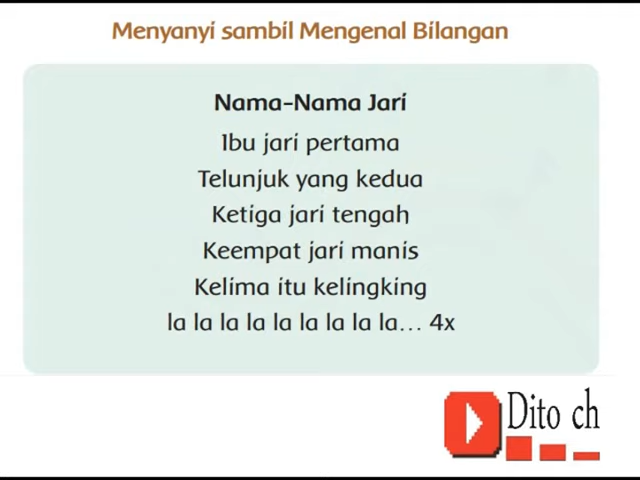 Menyanyi sambil Mengenal Bilangan
Nama-Nama Jari
Ibu jari pertama
Telunjuk yang kedua
Ketiga jari tengah
Keempat jari manis
Kelima itu kelingking
la la la la la la la la la... 4x
Dito ch